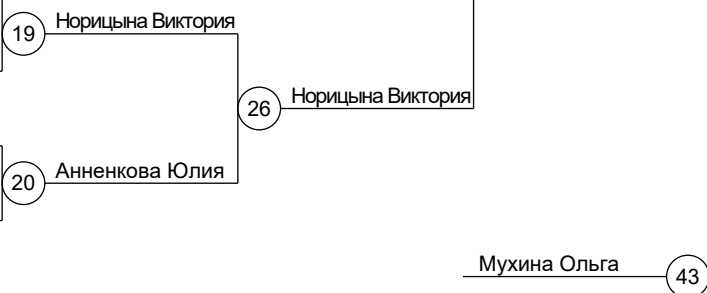 19 Норицына Виктория
26 Норицына Виктория
20 Анненкова Юлия
Мухина Ольга 43